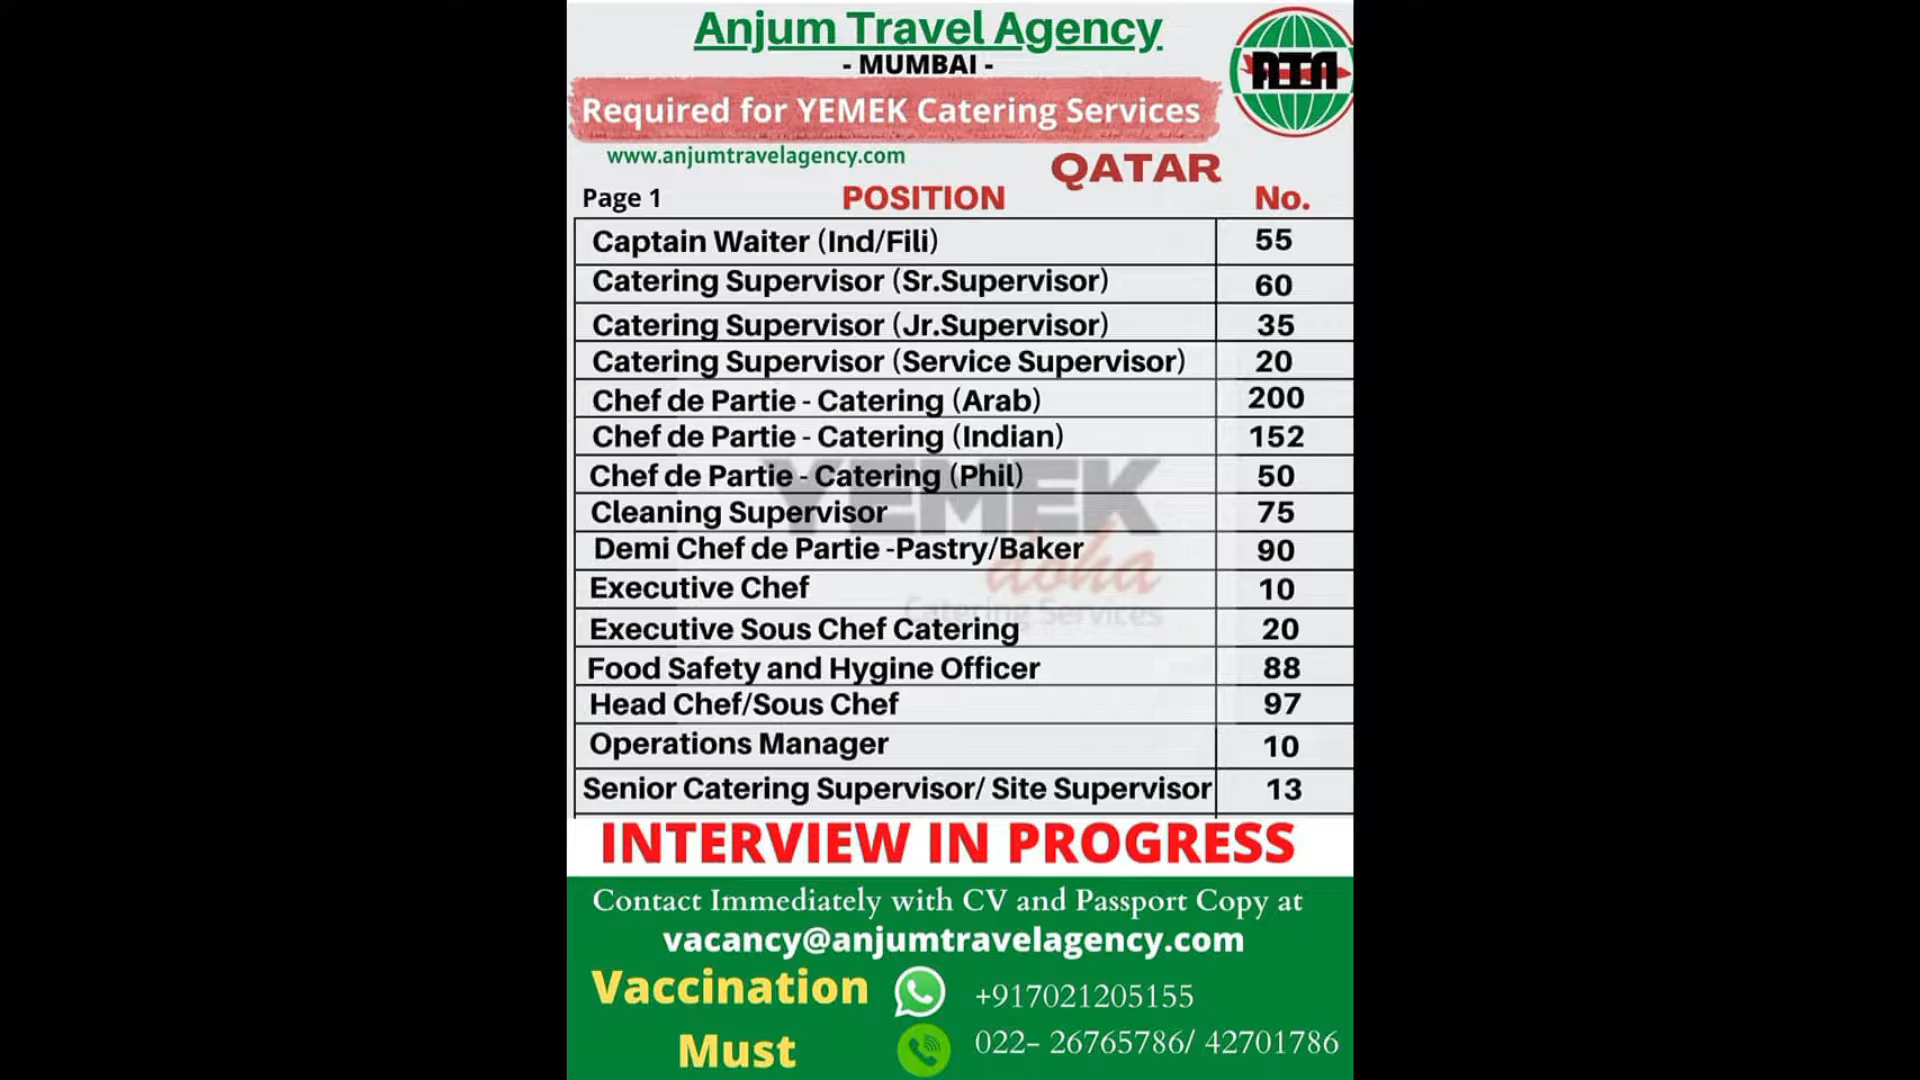 Anjum Travel Agency
- MUMBAI -
ATA
Required for YEMEK Catering Services
www.anjumtravelagency.com
QATAR
Page 1 POSITION No.
Captain Waiter (Ind/Fili) 55
Catering Supervisor (Sr.Supervisor) 60
Catering Supervisor (Jr.Supervisor) 35
Catering Supervisor (Service Supervisor) 20
Chef de Partie - Catering (Arab) 200
Chef de Partie - Catering (Indian) 152
Chef de Partie - Catering (Phil) 50
Cleaning Supervisor 75
Demi Chef de Partie -Pastry/Baker 90
Executive Chef 10
Executive Sous Chef Catering 20
Food Safety and Hygine Officer 88
Head Chef/Sous Chef 97
Operations Manager 10
Senior Catering Supervisor/ Site Supervisor 13
YEMEK
doha
Catering Services
INTERVIEW IN PROGRESS
Contact Immediately with CV and Passport Copy at
vacancy@anjumtravelagency.com
Vaccination
Must
+917021205155
022- 26765786/ 42701786